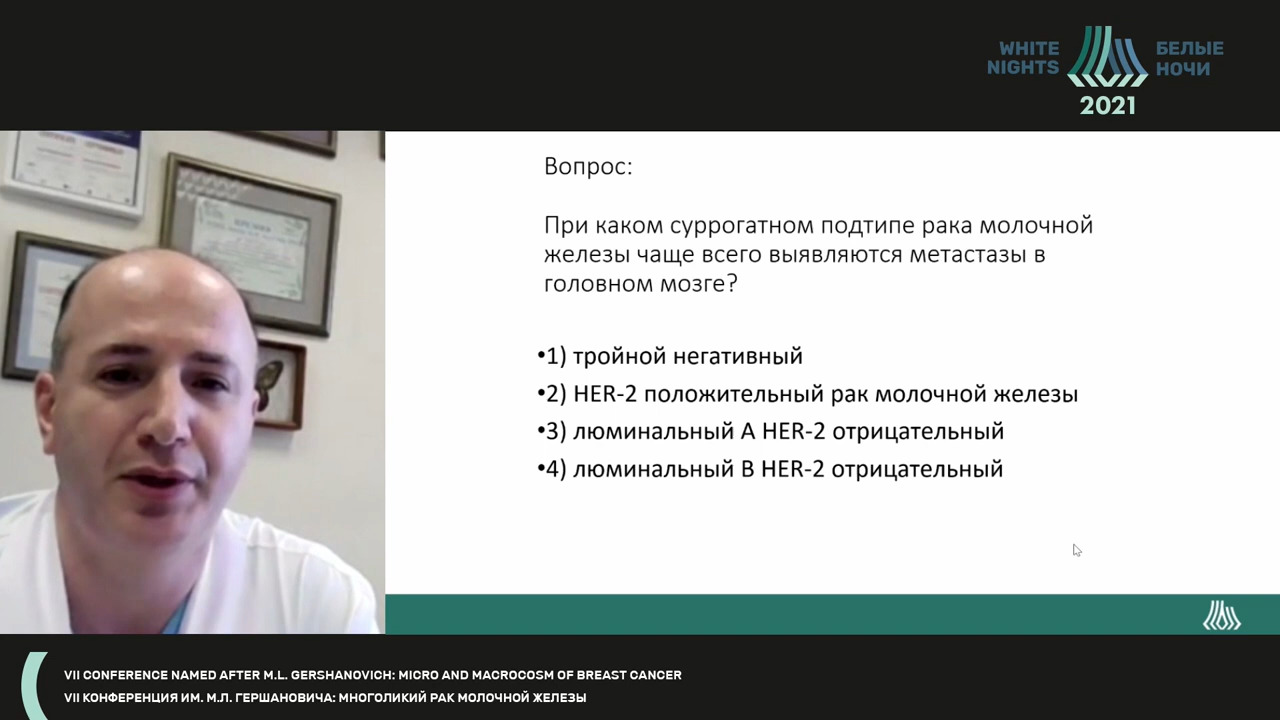 WHITE
NIGHTS
БЕЛЫЕ
НОЧИ
2021
Вопрос:
При каком суррогатном подтипе рака молочной
железы чаще всего выявляются метастазы в
головном мозге?
•1) тройной негативный
•2) HER-2 положительный рак молочной железы
•3) люминальный А HER-2 отрицательный
•4) люминальный В HER-2 отрицательный
VII CONFERENCE NAMED AFTER M.L. GERSHANOVICH: MICRO AND MACROCOSM OF BREAST CANCER
VII КОНФЕРЕНЦИЯ ИМ. М.Л. ГЕРШАНОВИЧА: МНОГОЛИКИЙ РАК МОЛОЧНОЙ ЖЕЛЕЗЫ